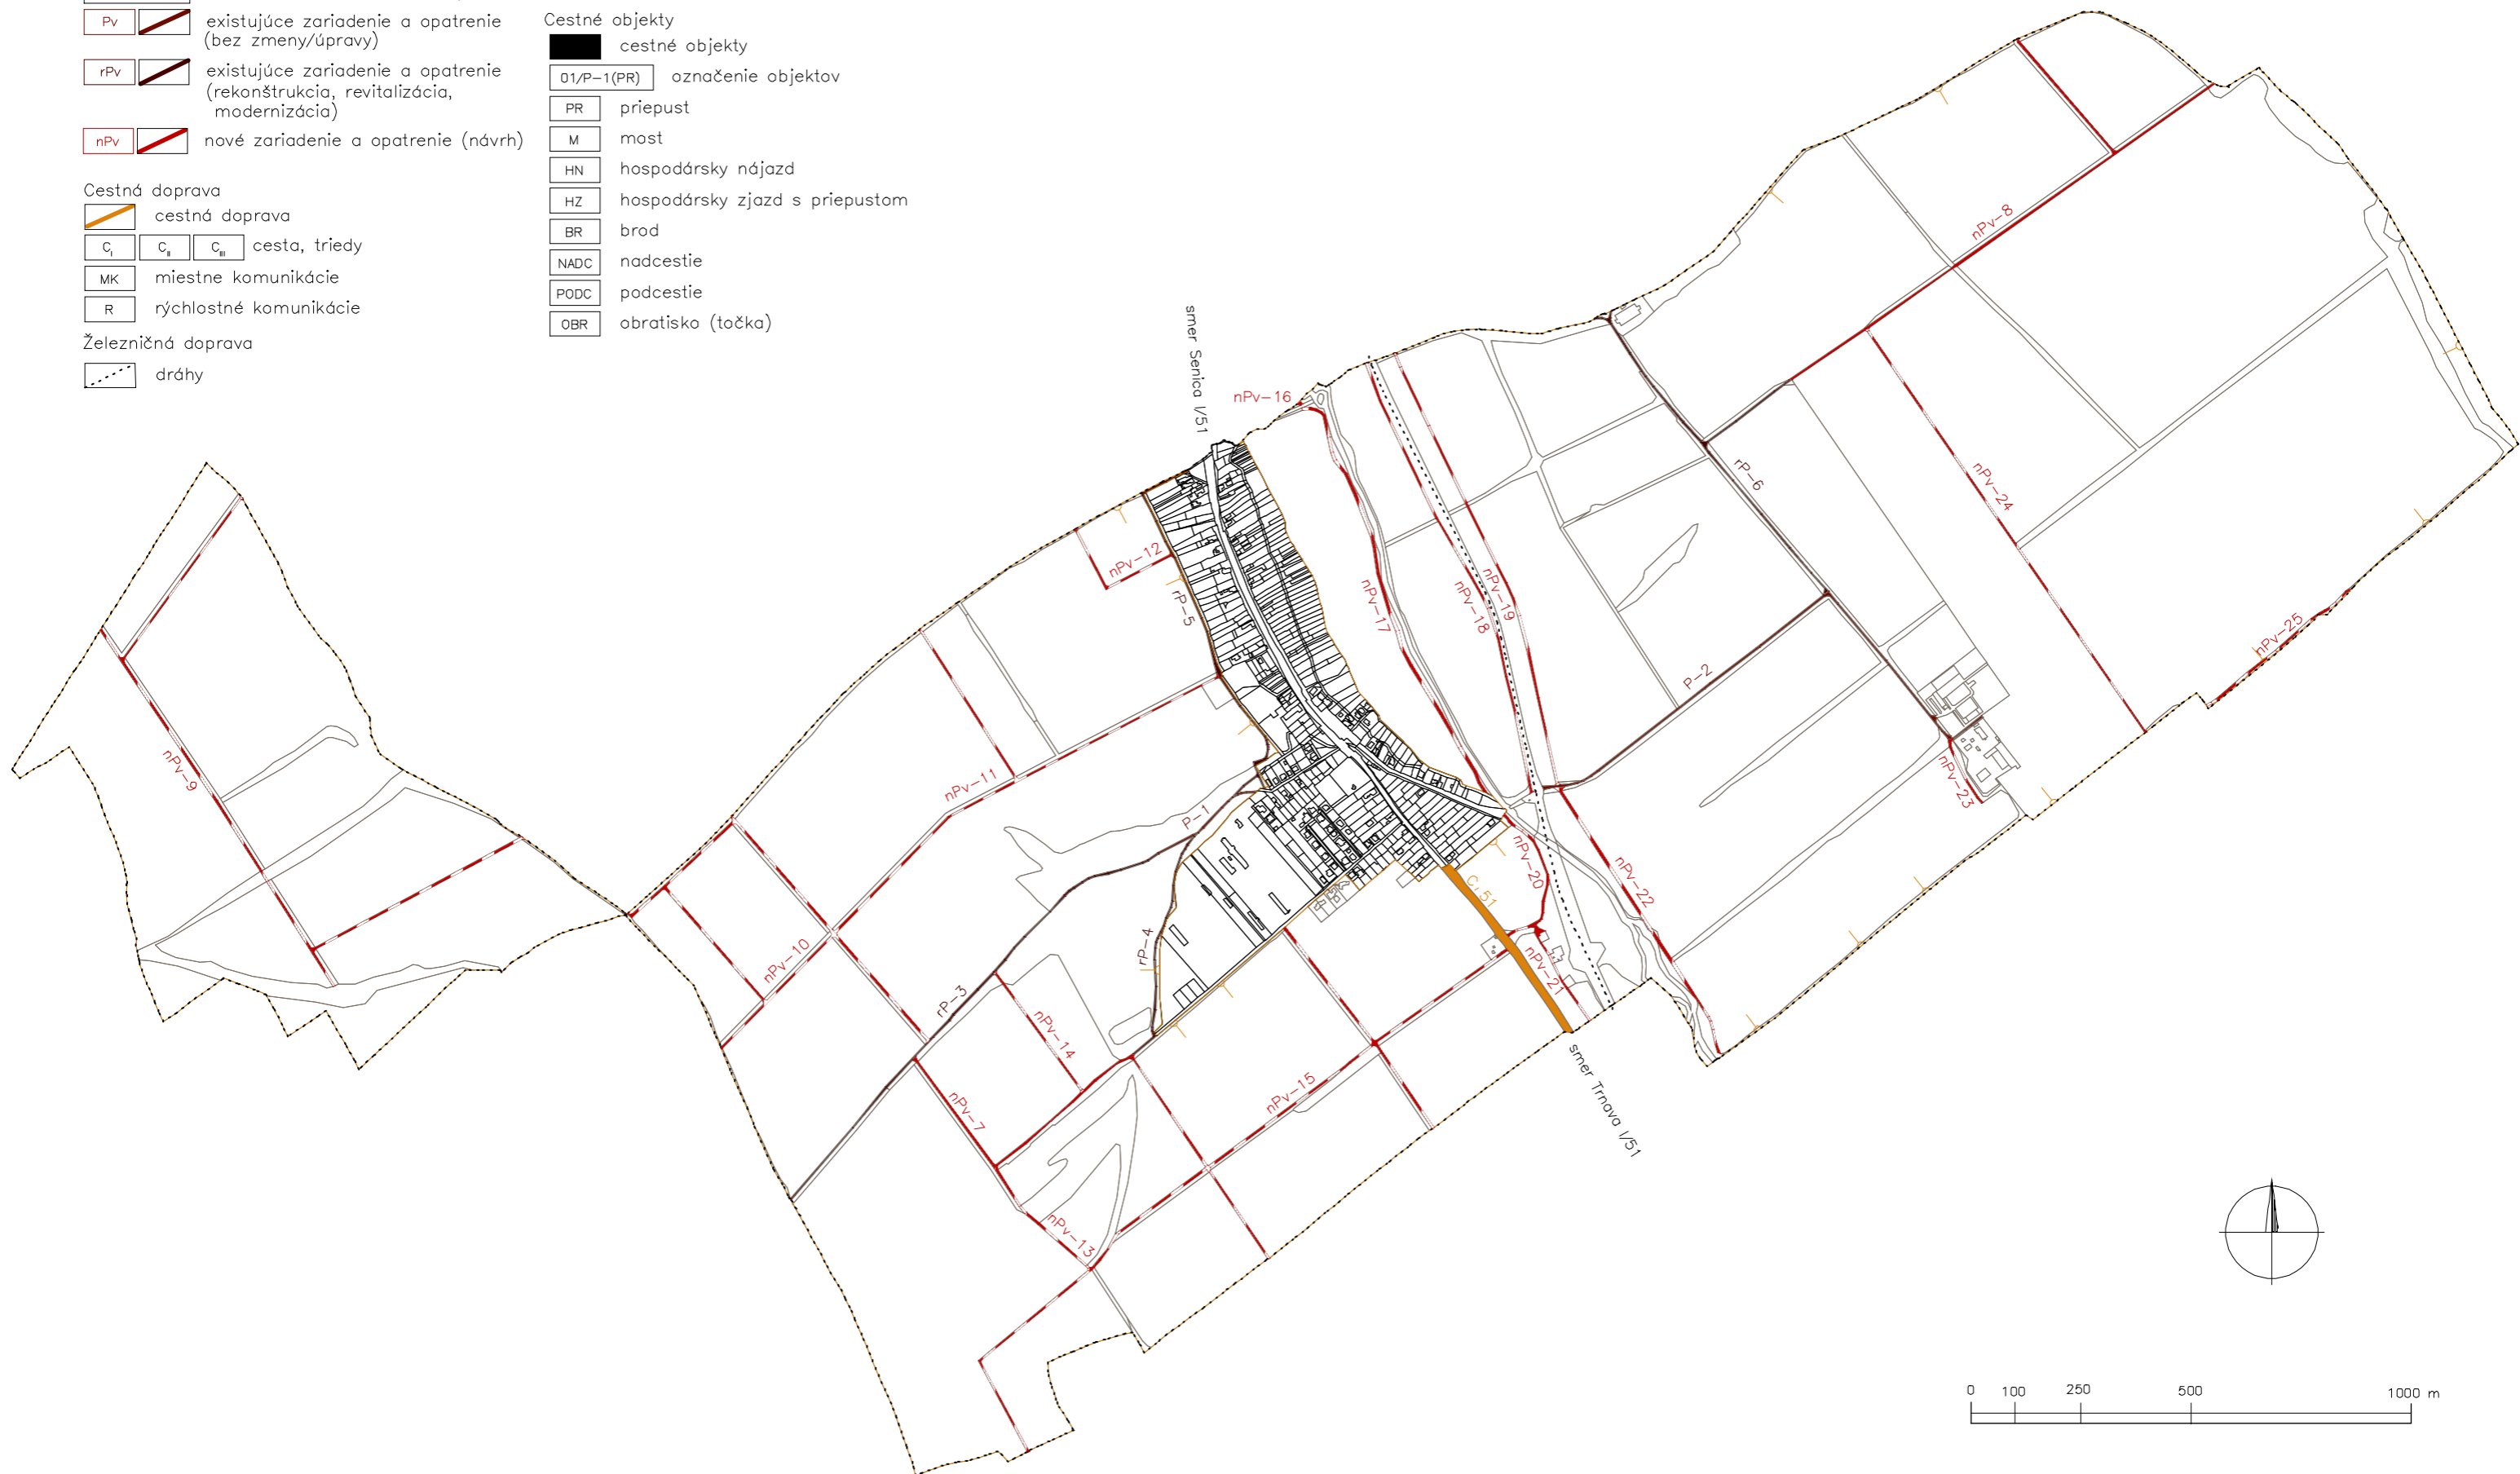 Pv existujúce zariadenie a opatrenie
(bez zmeny/úpravy)
rPv existujúce zariadenie a opatrenie
(rekonštrukcia, revitalizácia,
modernizácia)
nPv nové zariadenie a opatrenie (návrh)
Cestná doprava
cestná doprava
C I C II C III cesta, triedy
MK miestne komunikácie
R rýchlostné komunikácie
Železničná doprava
dráhy
Cestné objekty
cestné objekty
01/P-1(PR) označenie objektov
PR priepust
M most
HN hospodársky nájazd
HZ hospodársky zjazd s priepustom
BR brod
NADC nadcestie
PODC podcestie
OBR obratisko (točka)
smer Senica I/51
nPv-16
nPv-8
rP-6
nPv-24
nPv-12
rP-5
nPv-17
nPv-18
nPv-19
P-2
nPv-25
nPv-9
nPv-11
P-1
nPv-23
nPv-20
C I 51
nPv-22
nPv-10
rP-4
nPv-21
rP-3
nPv-14
nPv-15
nPv-7
smer Trnava I/51
nPv-13
0 100 250 500 1000 m